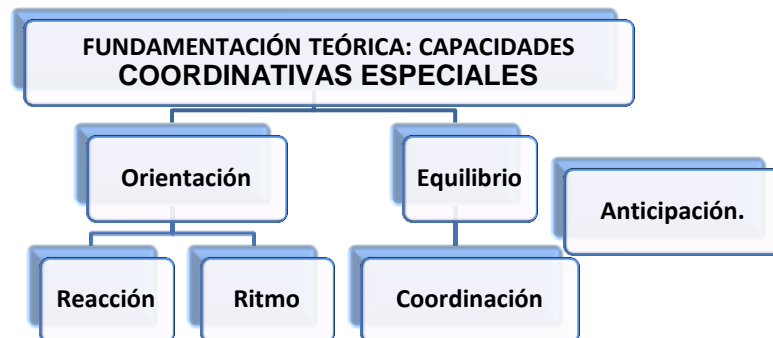 FUNDAMENTACIÓN TEÓRICA: CAPACIDADES
COORDINATIVAS ESPECIALES
Orientación
Equilibrio
Anticipación.
Reacción
Ritmo
Coordinación